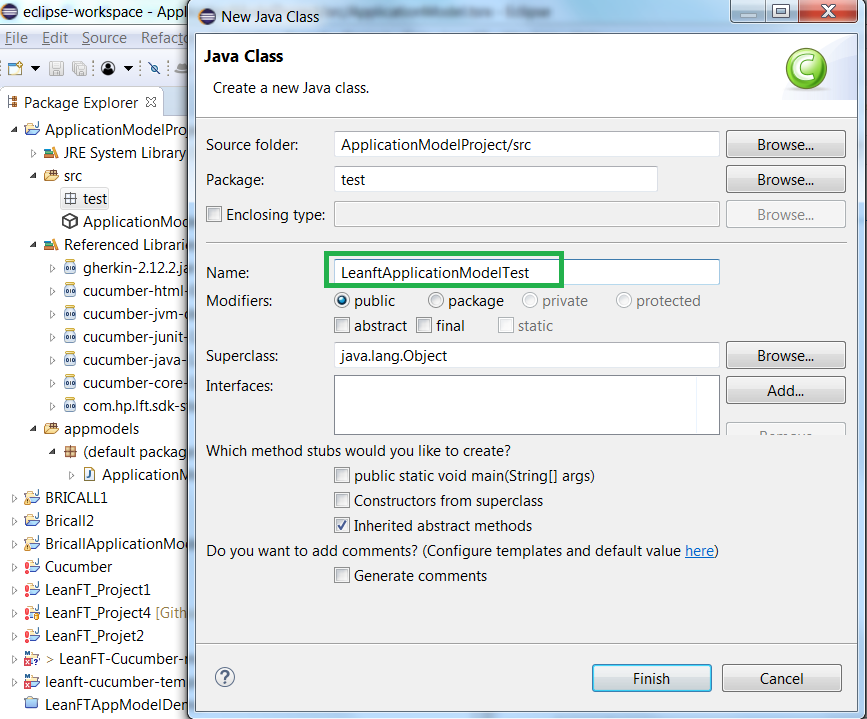 eclipse-workspace - Appl
File Edit Source Refact
Package Explorer
ApplicationModelProj
JRE System Library
src
test
ApplicationMod
Referenced Librarie
gherkin-2.12.2.ja
cucumber-html-
cucumber-jvm-d
cucumber-junit-
cucumber-java-
cucumber-core-
com.hp.lft.sdk-s
appmodels
(default packag
ApplicationM
BRICALL1
Bricall2
BricallApplicationMod
Cucumber
LeanFT_Project1
LeanFT_Project4 [Gith
LeanFT_Projet2
> LeanFT-Cucumber-r
leanft-cucumber-tem
LeanFTAppModelDem
New Java Class
Java Class
Create a new Java class.
Source folder: ApplicationModelProject/src Browse...
Package: test Browse...
Enclosing type: Browse...
Name: LeanftApplicationModelTest
Modifiers: public package private protected
abstract final static
Superclass: java.lang.Object Browse...
Interfaces: Add...
Which method stubs would you like to create?
public static void main(String[] args)
Constructors from superclass
Inherited abstract methods
Do you want to add comments? (Configure templates and default value here)
Generate comments
Finish Cancel